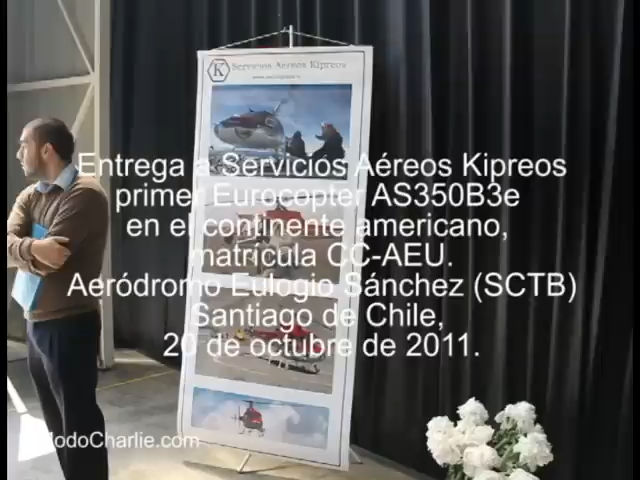 K Servicios Aereos Kipreos
Entrega a Servicios Aéreos Kipreos
primer Eurocopter AS350B3e
en el continente americano,
matrícula CC-AEU.
Aeródromo Eulogio Sánchez (SCTB)
Santiago de Chile,
20 de octubre de 2011.
ModoCharlie.com